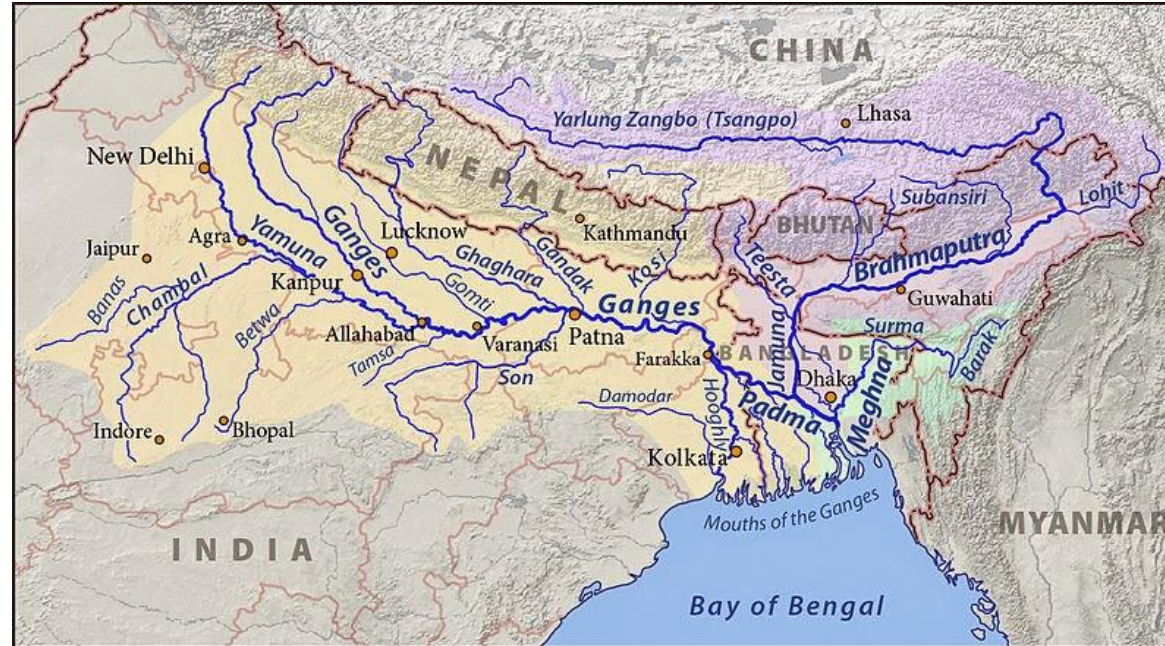 CHINA
Yarlung Zangbo (Tsangpo)
Lhasa
New Delhi
NEPAL
Subansiri
Lohit
BHUTAN
Kathmandu
Yamuna
Ganges
Lucknow
Agra
Jaipur
Ghaghara
Gandak
Kosi
Teesta
Brahmaputra
Banas
Chambal
Kanpur
Gomti
Ganges
Guwahati
Betwa
Allahabad
Varanasi
Patna
Jamuna
Surma
Barak
Tamsa
Son
Farakka
BANGLADESH
Dhaka
Meghna
Damodar
Hooghly
Padma
Indore
Bhopal
Kolkata
Mouths of the Ganges
INDIA
MYANMAR
Bay of Bengal